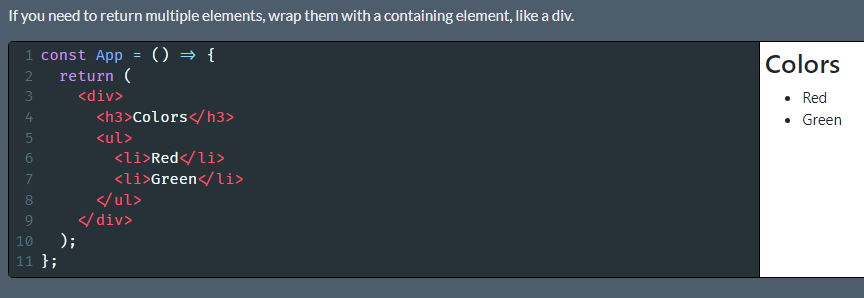 If you need to return multiple elements, wrap them with a containing element, like a div.
1 const App = () => {
2   return (
3     <div>
4       <h3>Colors</h3>
5       <ul>
6         <li>Red</li>
7         <li>Green</li>
8       </ul>
9     </div>
10   );
11 };
Colors
• Red
• Green